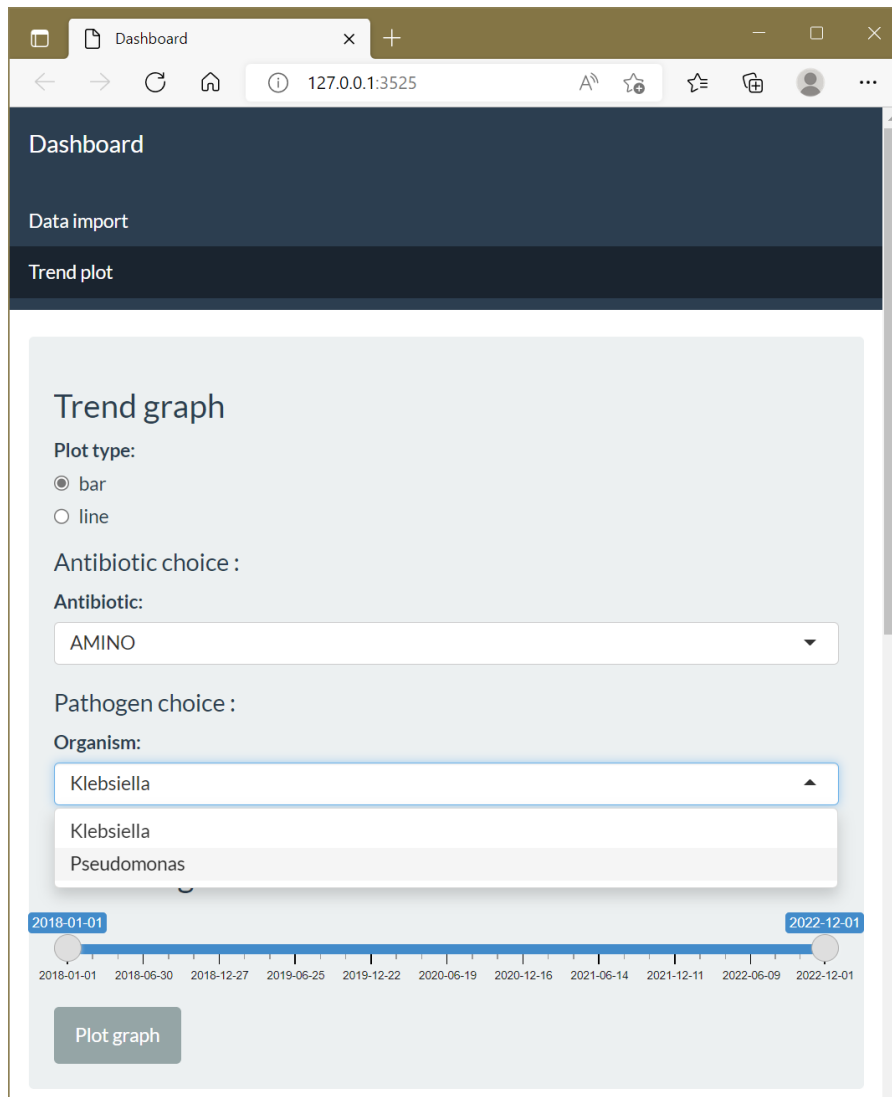 Dashboard
127.0.0.1:3525
Dashboard
Data import
Trend plot
Trend graph
Plot type:
bar
line
Antibiotic choice :
Antibiotic:
AMINO
Pathogen choice :
Organism:
Klebsiella
Klebsiella
Pseudomonas
2018-01-01 2022-12-01
2018-01-01 2018-06-30 2018-12-27 2019-06-25 2019-12-22 2020-06-19 2020-12-16 2021-06-14 2021-12-11 2022-06-09 2022-12-01
Plot graph